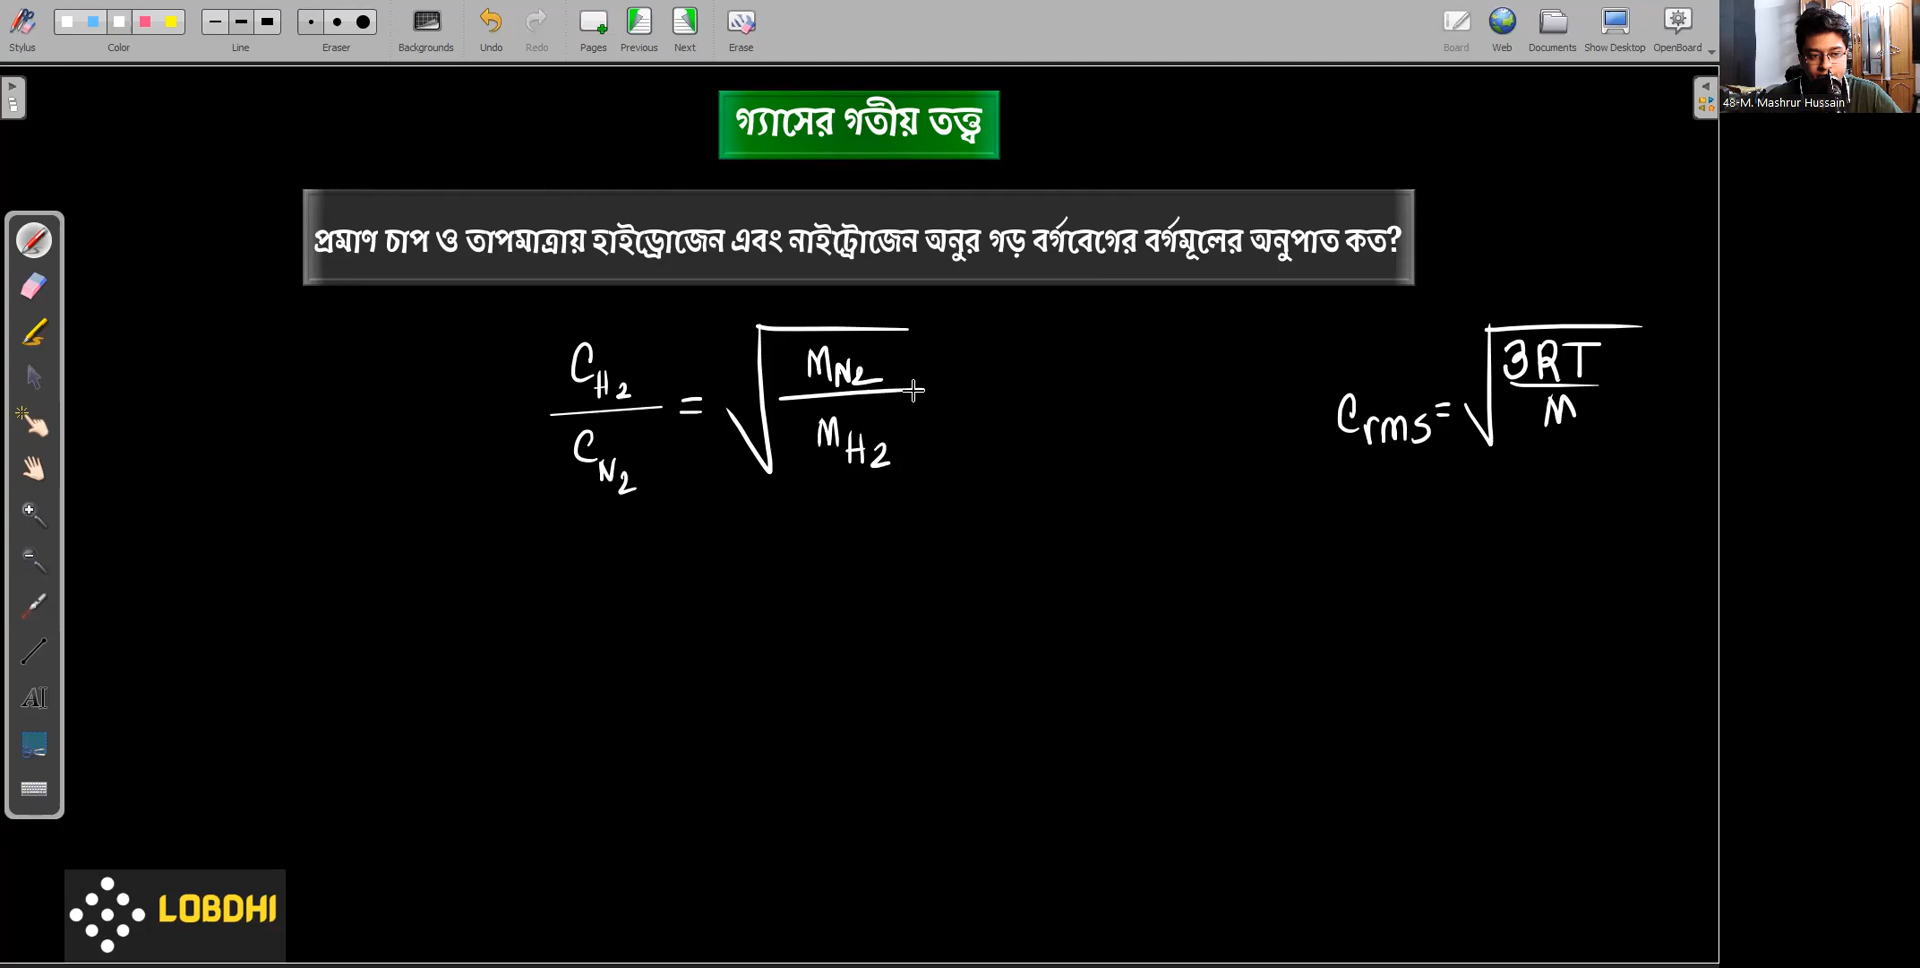 Stylus
Color
Line
Eraser
Backgrounds
Undo
Redo
Pages
Previous
Next
Erase
Board
Web
Documents
Show Desktop
OpenBoard
48-M. Mashrur Hussain
গ্যাসের গতীয় তত্ত্ব
প্রমাণ চাপ ও তাপমাত্রায় হাইড্রোজেন এবং নাইট্রোজেন অনুর গড় বর্গবেগের বর্গমূলের অনুপাত কত?
C_H2 / C_N2 = √(M_N2 / M_H2)
C_rms = √(3RT / M)
AI
LOBDHI